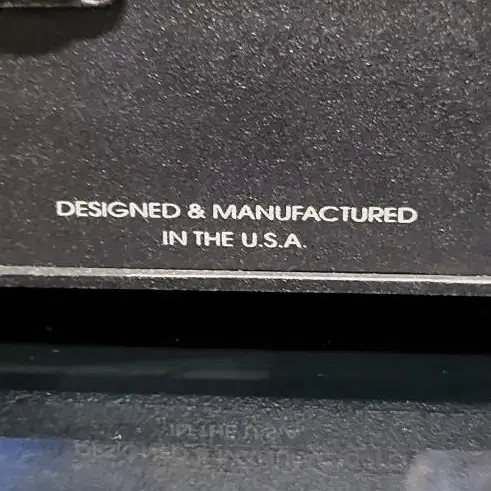 DESIGNED & MANUFACTURED
IN THE U.S.A.